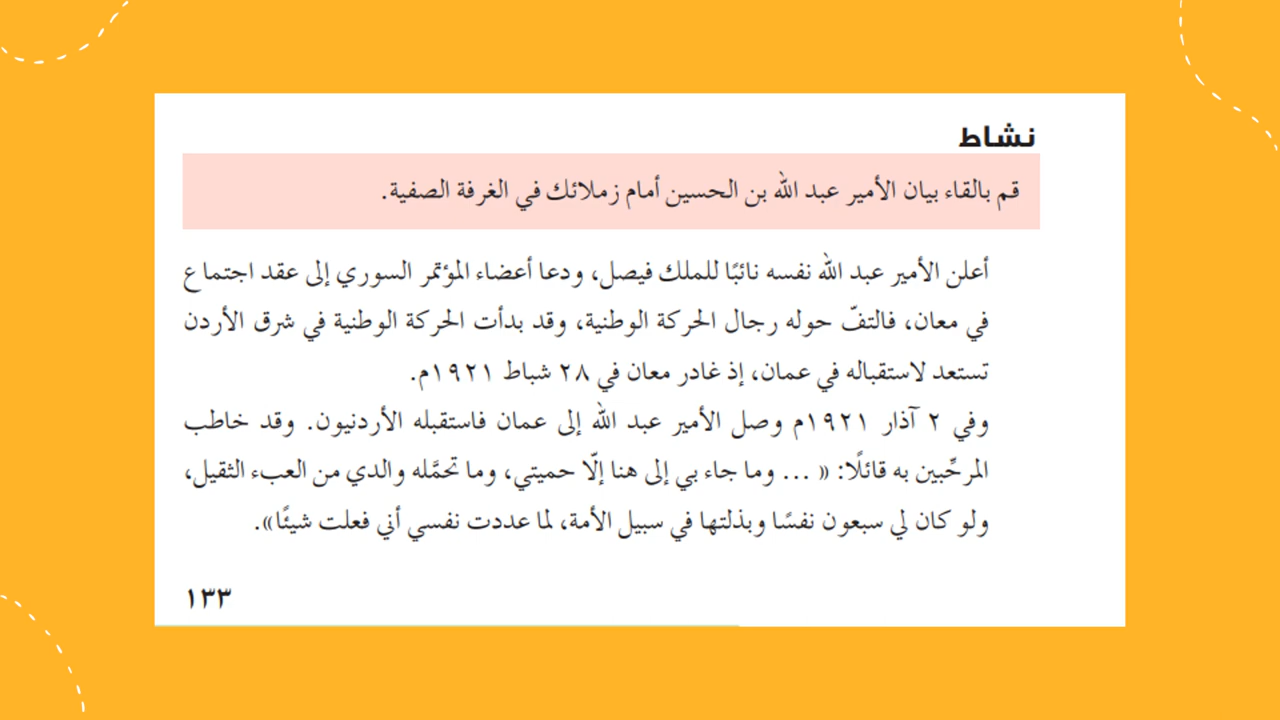 نشاط
قم بالقاء بيان الأمير عبد الله بن الحسين أمام زملائك في الغرفة الصفية.
أعلن الأمير عبد الله نفسه نائبًا للملك فيصل، ودعا أعضاء المؤتمر السوري إلى عقد اجتماع
في معان، فالتفّ حوله رجال الحركة الوطنية، وقد بدأت الحركة الوطنية في شرق الأردن
تستعد لاستقباله في عمان، إذ غادر معان في ٢٨ شباط ١٩٢١م.
وفي ٢ آذار ١٩٢١م وصل الأمير عبد الله إلى عمان فاستقبله الأردنيون. وقد خاطب
المرحِّبين به قائلًا: « ... وما جاء بي إلى هنا إلّا حميتي، وما تحمَّله والدي من العبء الثقيل،
ولو كان لي سبعون نفسًا وبذلتها في سبيل الأمة، لما عددت نفسي أني فعلت شيئًا».
١٣٣